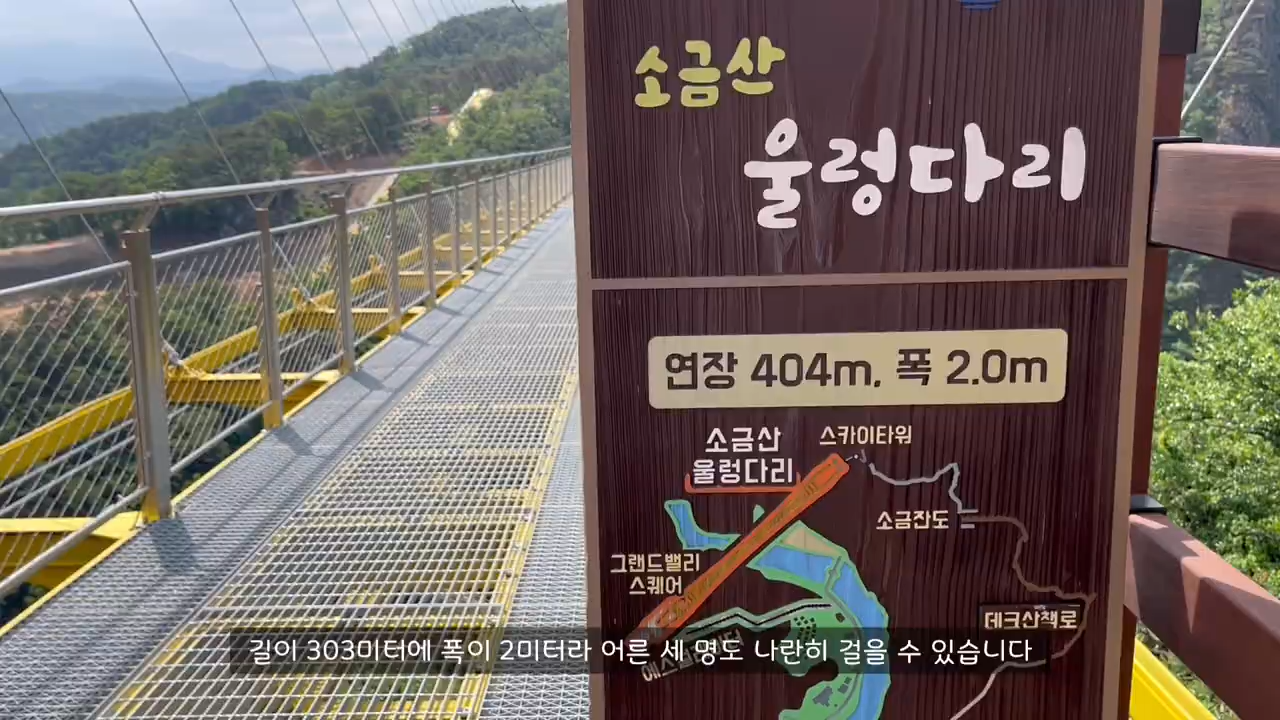 소금산
울렁다리
연장 404m, 폭 2.0m
소금산
울렁다리
스카이타워
소금잔도
그랜드밸리
스퀘어
데크산책로
길이 303미터에 폭이 2미터라 어른 세 명도 나란히 걸을 수 있습니다